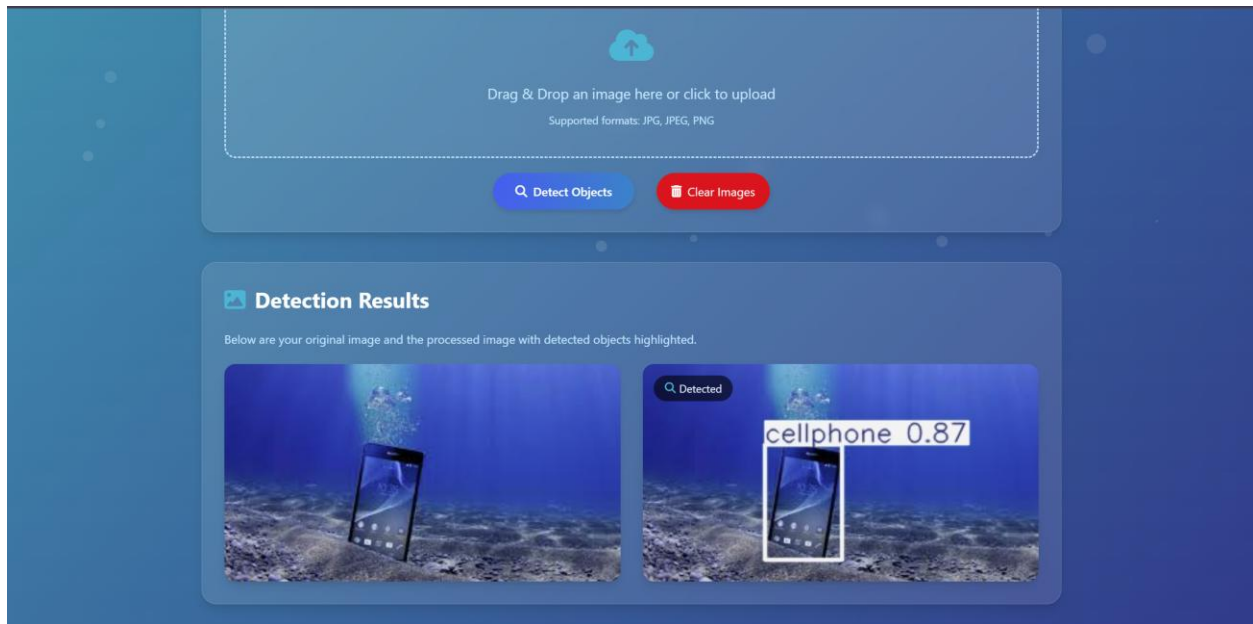 Drag & Drop an image here or click to upload
Supported formats: JPG, JPEG, PNG
Detect Objects
Clear Images
Detection Results
Below are your original image and the processed image with detected objects highlighted.
Detected
cellphone 0.87